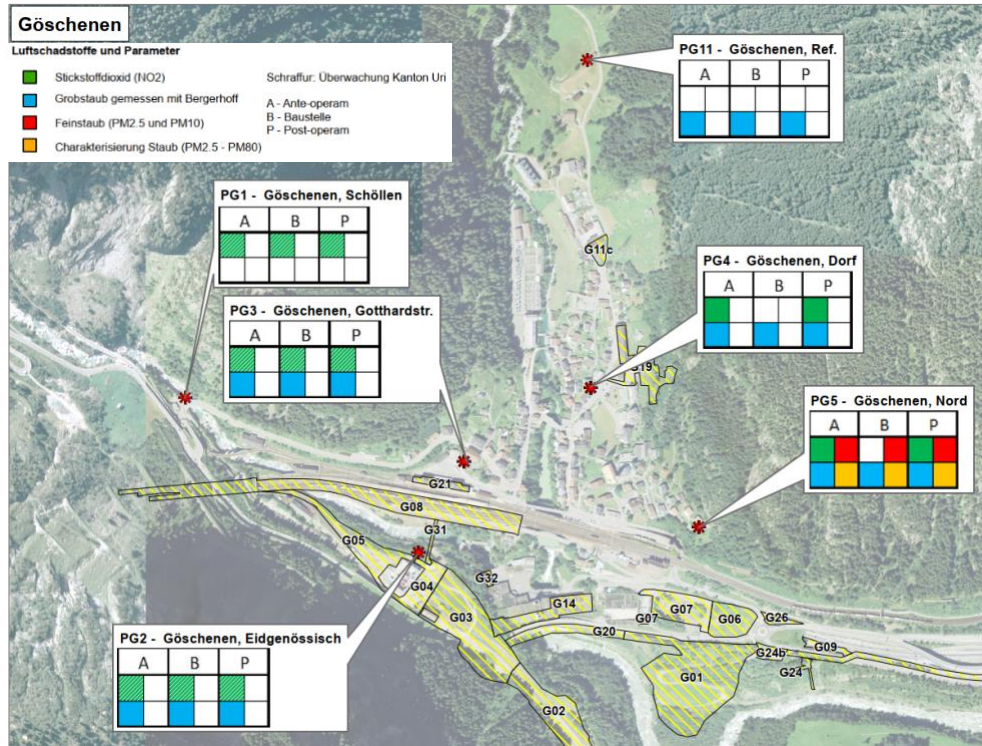 Göschenen
Luftschadstoffe und Parameter
Stickstoffdioxid (NO2)
Schraffur: Überwachung Kanton Uri
Grobstaub gemessen mit Bergerhoff
A - Ante-operam
B - Baustelle
Feinstaub (PM2.5 und PM10)
P - Post-operam
Charakterisierung Staub (PM2.5 - PM80)
PG11 - Göschenen, Ref.
A B P
PG1 - Göschenen, Schöllen
A B P
G11c
PG4 - Göschenen, Dorf
A B P
PG3 - Göschenen, Gotthardstr.
A B P
G19
PG5 - Göschenen, Nord
A B P
G21
G08
G31
G05
G04
G32
G03
G14
G07
G07
G06
G26
G20
G09
G24b
G24
G01
G02
PG2 - Göschenen, Eidgenössisch
A B P